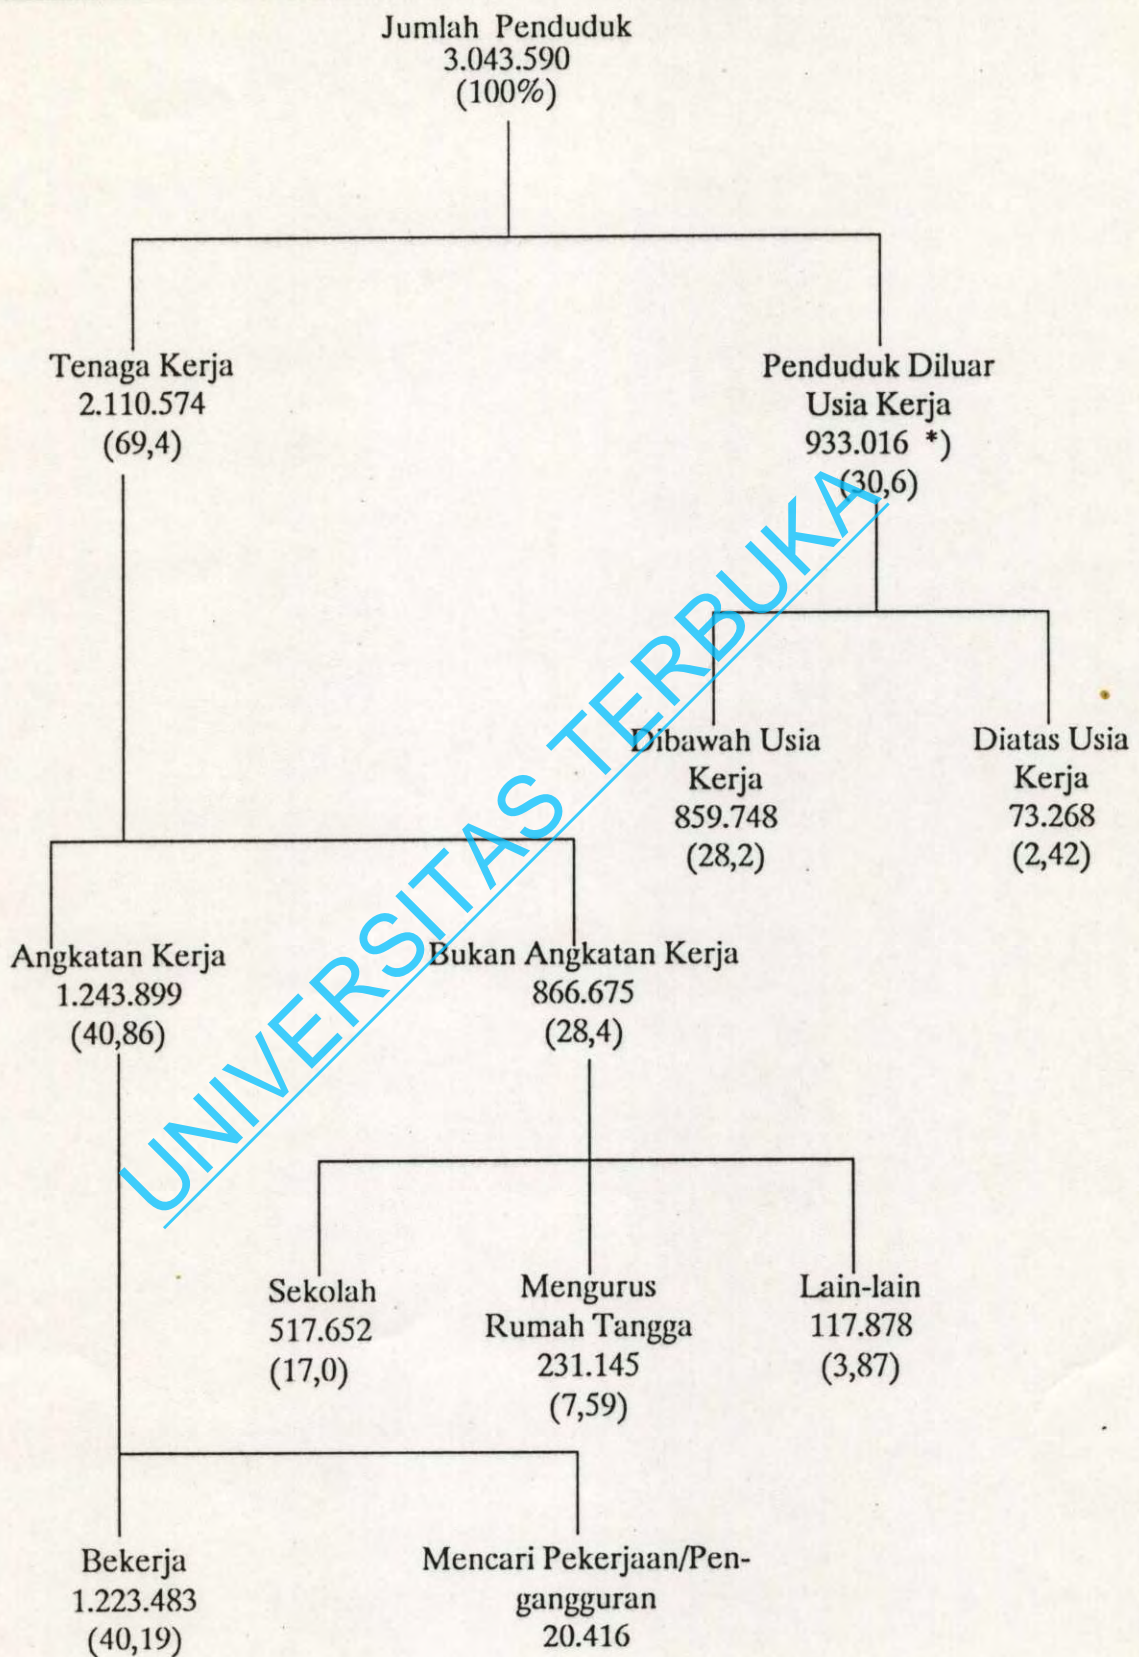 Jumlah Penduduk
3.043.590
(100%)
Tenaga Kerja
2.110.574
(69,4)
Penduduk Diluar
Usia Kerja
933.016 *)
(30,6)
Dibawah Usia
Kerja
859.748
(28,2)
Diatas Usia
Kerja
73.268
(2,42)
Angkatan Kerja
1.243.899
(40,86)
Bukan Angkatan Kerja
866.675
(28,4)
Sekolah
517.652
(17,0)
Mengurus
Rumah Tangga
231.145
(7,59)
Lain-lain
117.878
(3,87)
Bekerja
1.223.483
(40,19)
Mencari Pekerjaan/Pen-
gangguran
20.416
UNIVERSITAS TERBUKA